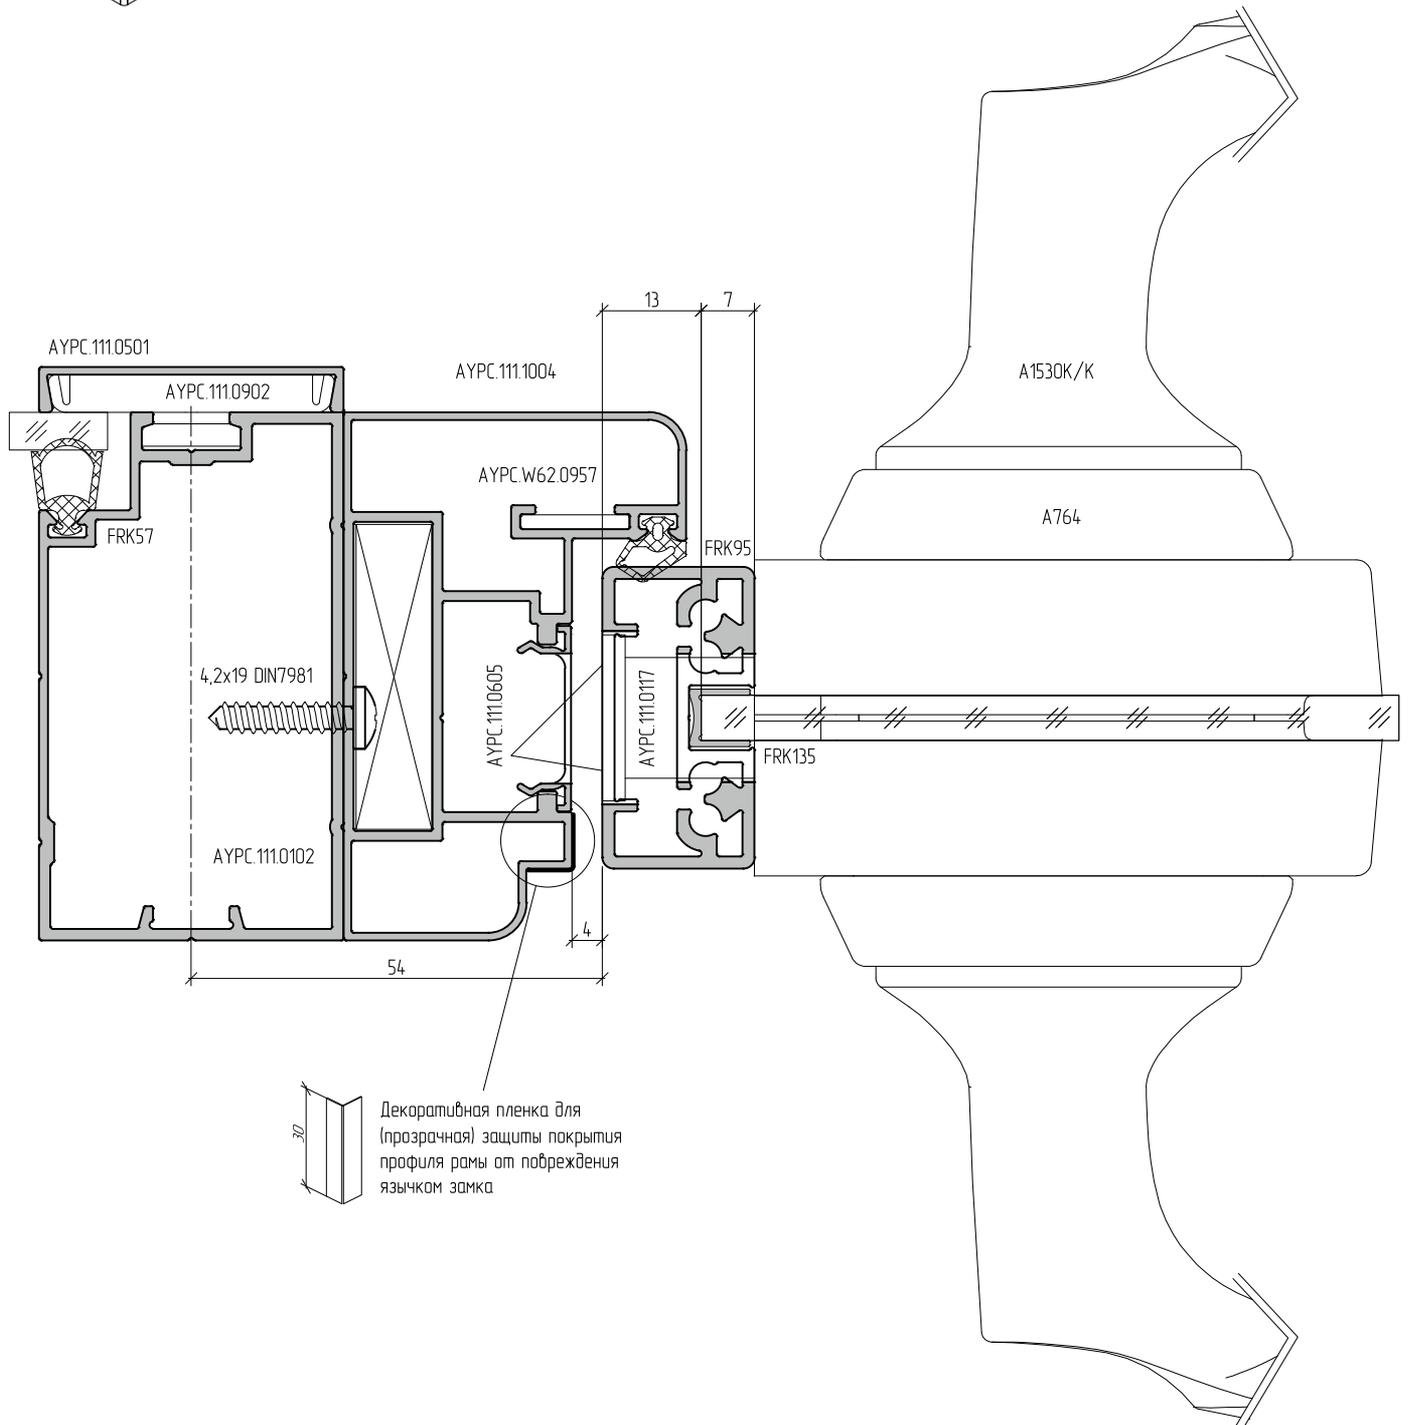 13
7
AYPC.111.0501
AYPC.111.1004
A1530K/K
AYPC.111.0902
AYPC.W62.0957
A764
FRK57
FRK95
4,2x19 DIN7981
AYPC.111.0605
AYPC.111.0117
FRK135
AYPC.111.0102
4
54
30
Декоративная пленка для
(прозрачная) защиты покрытия
профиля рамы от повреждения
язычком замка